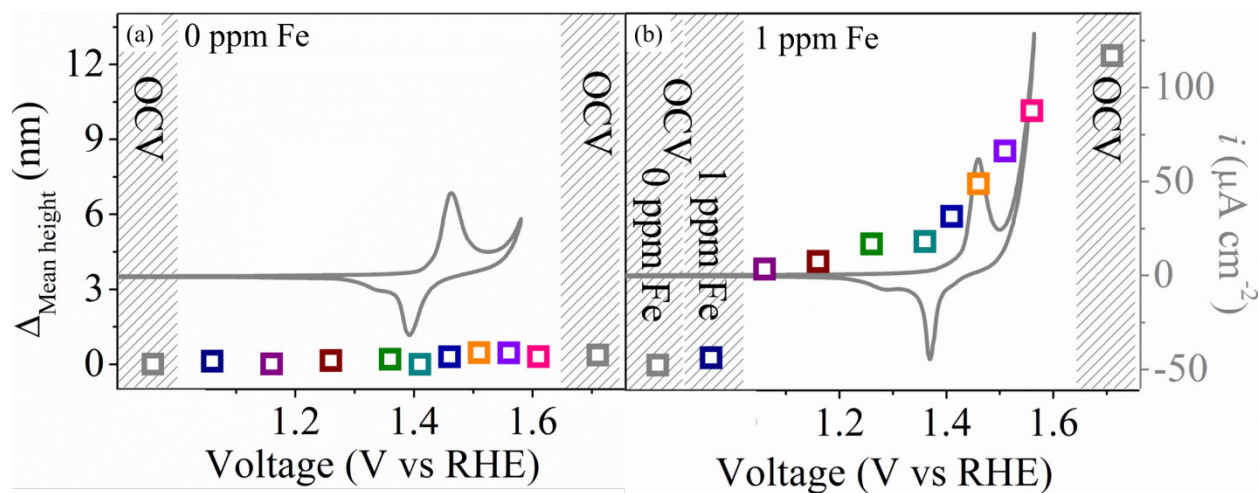 (a) 0 ppm Fe
(b) 1 ppm Fe
12
9
6
3
0
Δ Mean height (nm)
OCV
OCV
OCV
0 ppm Fe
1 ppm Fe
OCV
100
50
0
-50
i (μA cm-2)
1.2 1.4 1.6
1.2 1.4 1.6
Voltage (V vs RHE)
Voltage (V vs RHE)